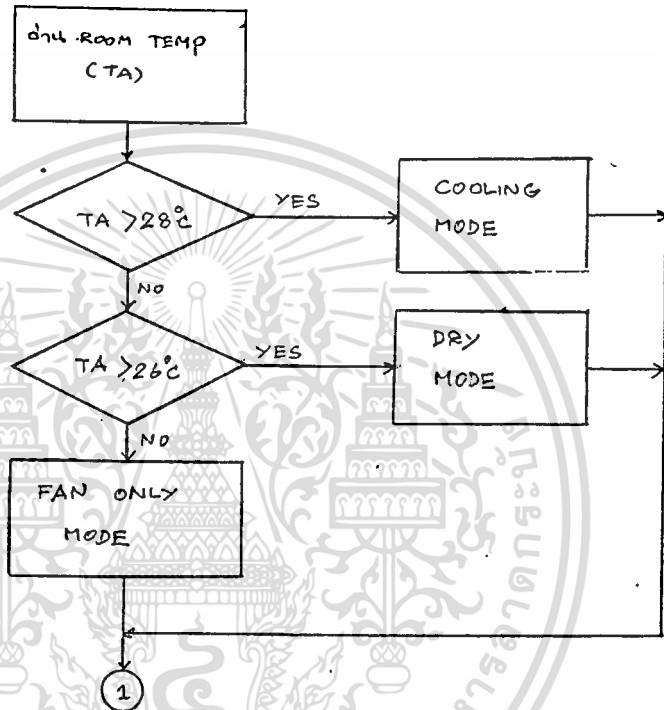 อ่าน ROOM TEMP
(TA)
TA >28°C
YES
COOLING
MODE
NO
TA >26°C
YES
DRY
MODE
NO
FAN ONLY
MODE
1